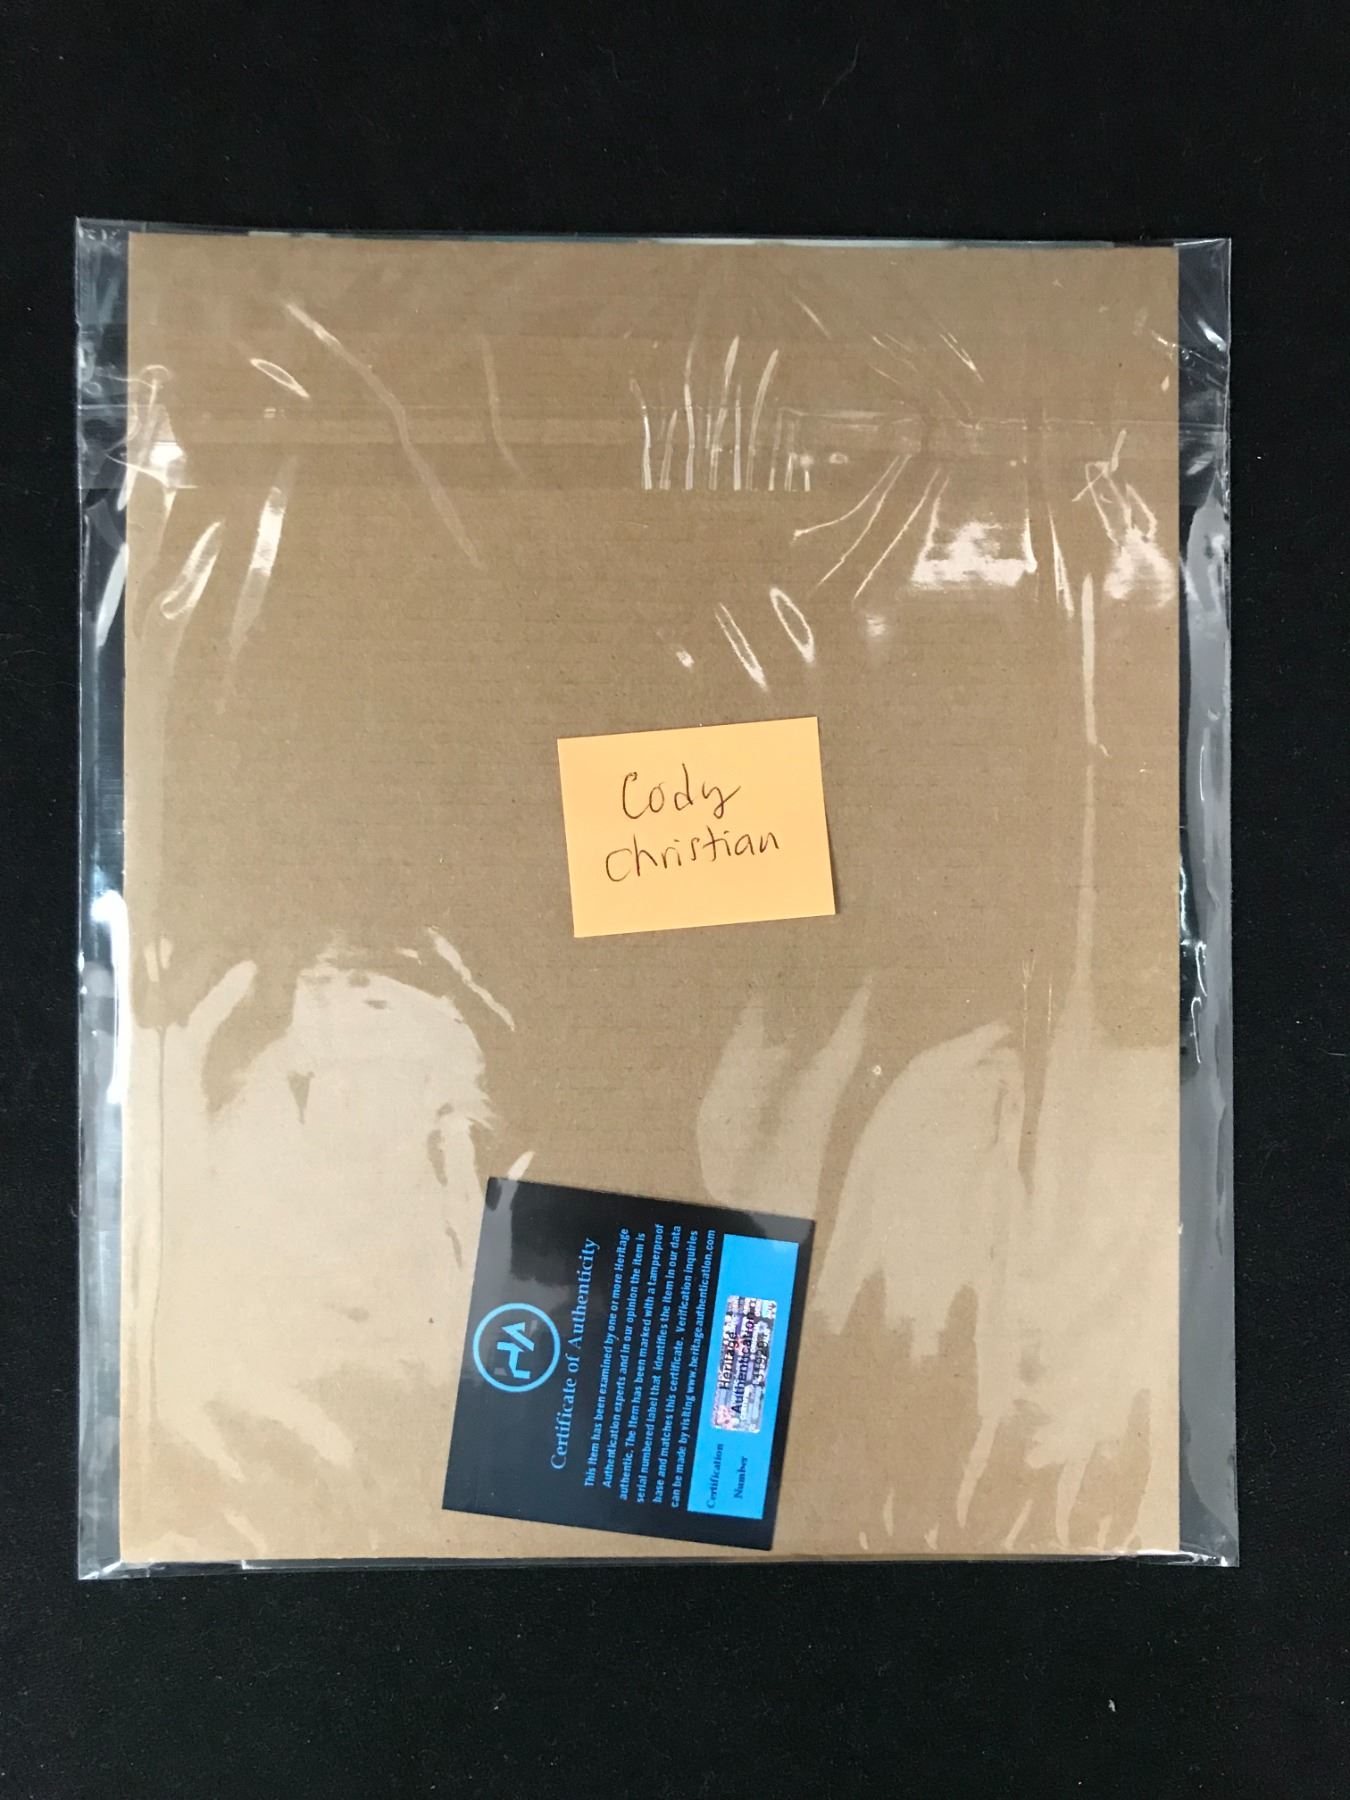 Cody
Christian
HA
Certificate of Authenticity
This item has been examined by one or more Heritage
Authentication experts and in our opinion the item is
authentic. The item has been marked with a tamperproof
serial numbered label that identifies the item in our data
base and matches this certificate. Verification inquiries
can be made by visiting www.heritageauthentication.com
Certification
Number
Heritage
Authentication